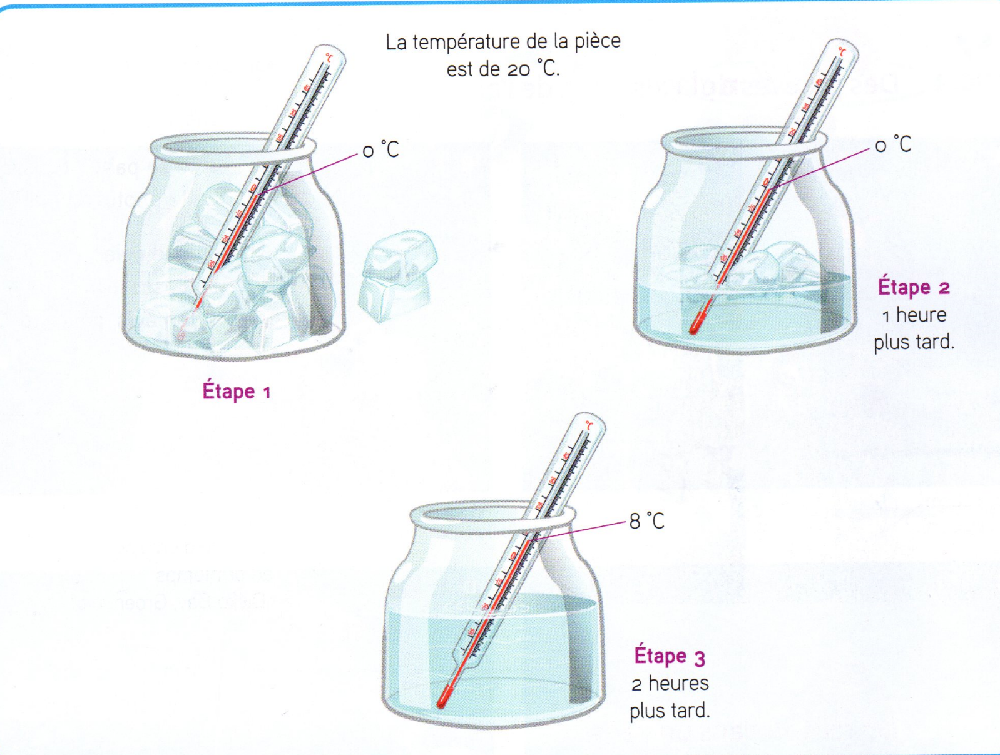 La température de la pièce
est de 20 °C.
°C
0 °C
Étape 1
°C
0 °C
Étape 2
1 heure
plus tard.
°C
8 °C
Étape 3
2 heures
plus tard.